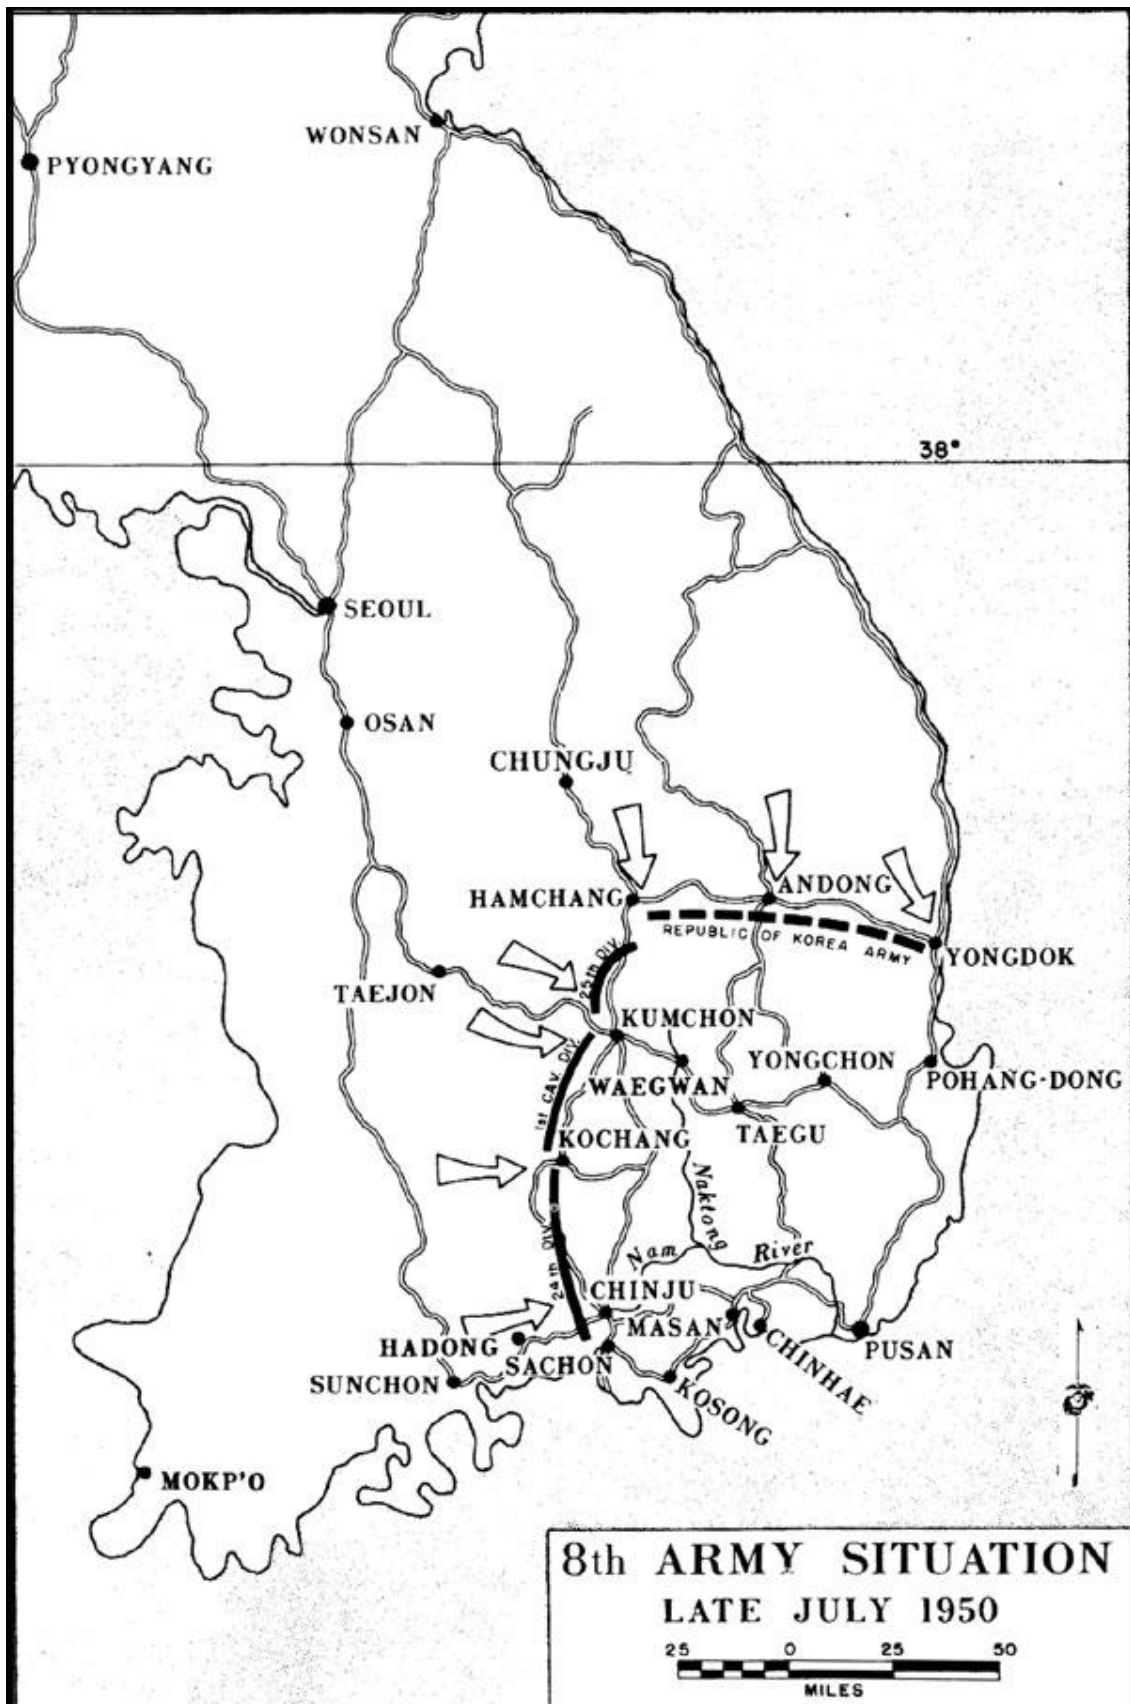 WONSAN
PYONGYANG
38°
SEOUL
OSAN
CHUNGJU
HAMCHANG
ANDONG
REPUBLIC OF KOREA ARMY
YONGDOK
25th DIV.
TAEJON
KUMCHON
1st CAV. DIV.
YONGCHON
WAEGWAN
POHANG-DONG
TAEGU
KOCHANG
Naktong
Nam River
24th DIV
CHINJU
MASAN
HADONG
SACHON
CHINHAE
PUSAN
SUNCHON
KOSONG
MOKP'O
8th ARMY SITUATION
LATE JULY 1950
25 0 25 50
MILES